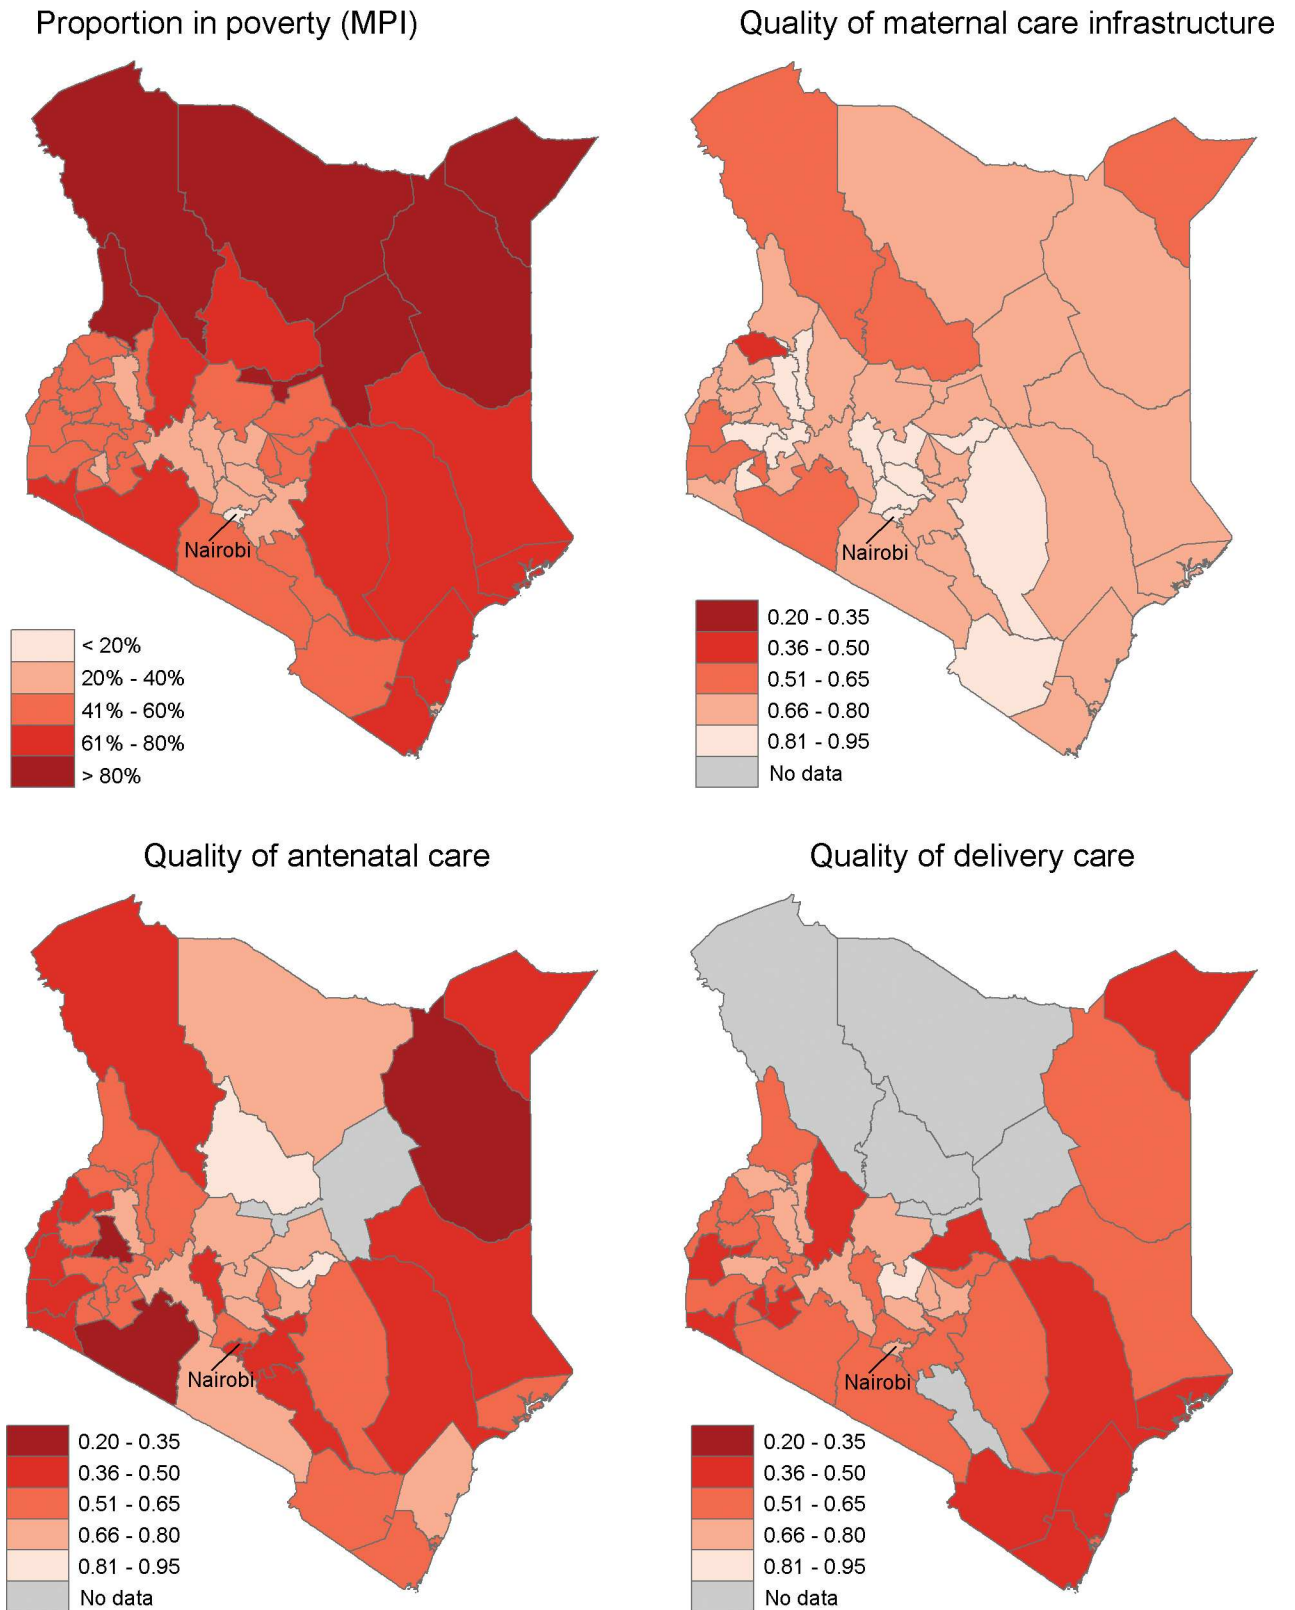 Proportion in poverty (MPI)
Quality of maternal care infrastructure
Nairobi
< 20%
20% - 40%
41% - 60%
61% - 80%
> 80%
Nairobi
0.20 - 0.35
0.36 - 0.50
0.51 - 0.65
0.66 - 0.80
0.81 - 0.95
No data
Quality of antenatal care
Quality of delivery care
Nairobi
0.20 - 0.35
0.36 - 0.50
0.51 - 0.65
0.66 - 0.80
0.81 - 0.95
No data
Nairobi
0.20 - 0.35
0.36 - 0.50
0.51 - 0.65
0.66 - 0.80
0.81 - 0.95
No data